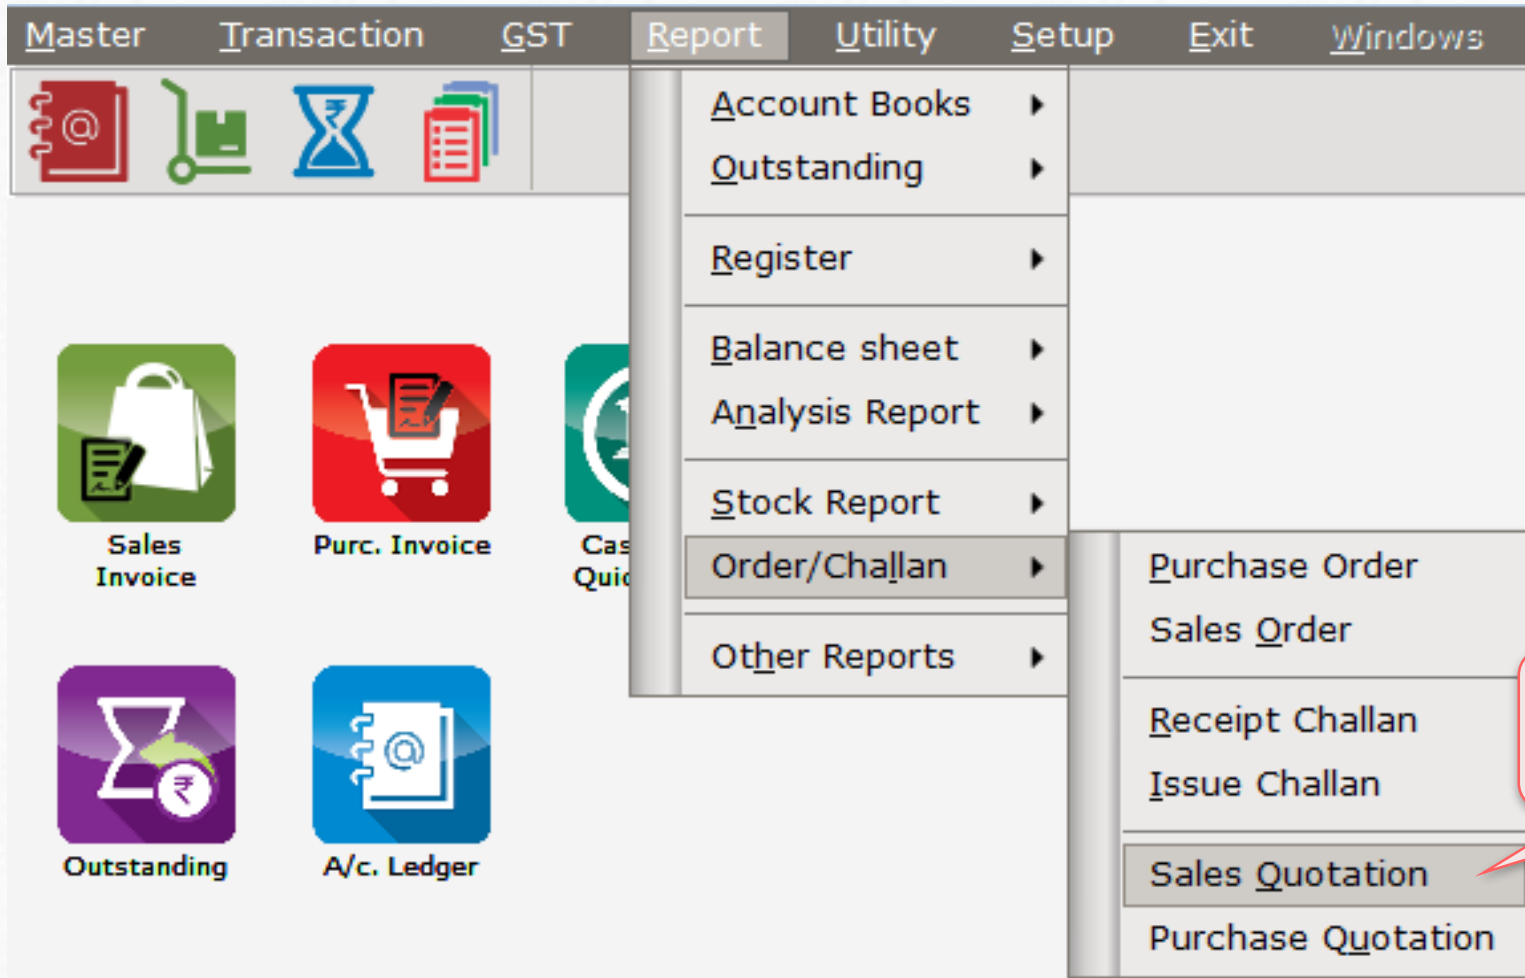 Master Transaction GST Report Utility Setup Exit Windows
Account Books
Outstanding
Register
Balance sheet
Analysis Report
Stock Report
Order/Challan
Other Reports
Purchase Order
Sales Order
Receipt Challan
Issue Challan
Sales Quotation
Purchase Quotation
Sales
Invoice
Purc. Invoice
Cas
Quic
Outstanding
A/c. Ledger